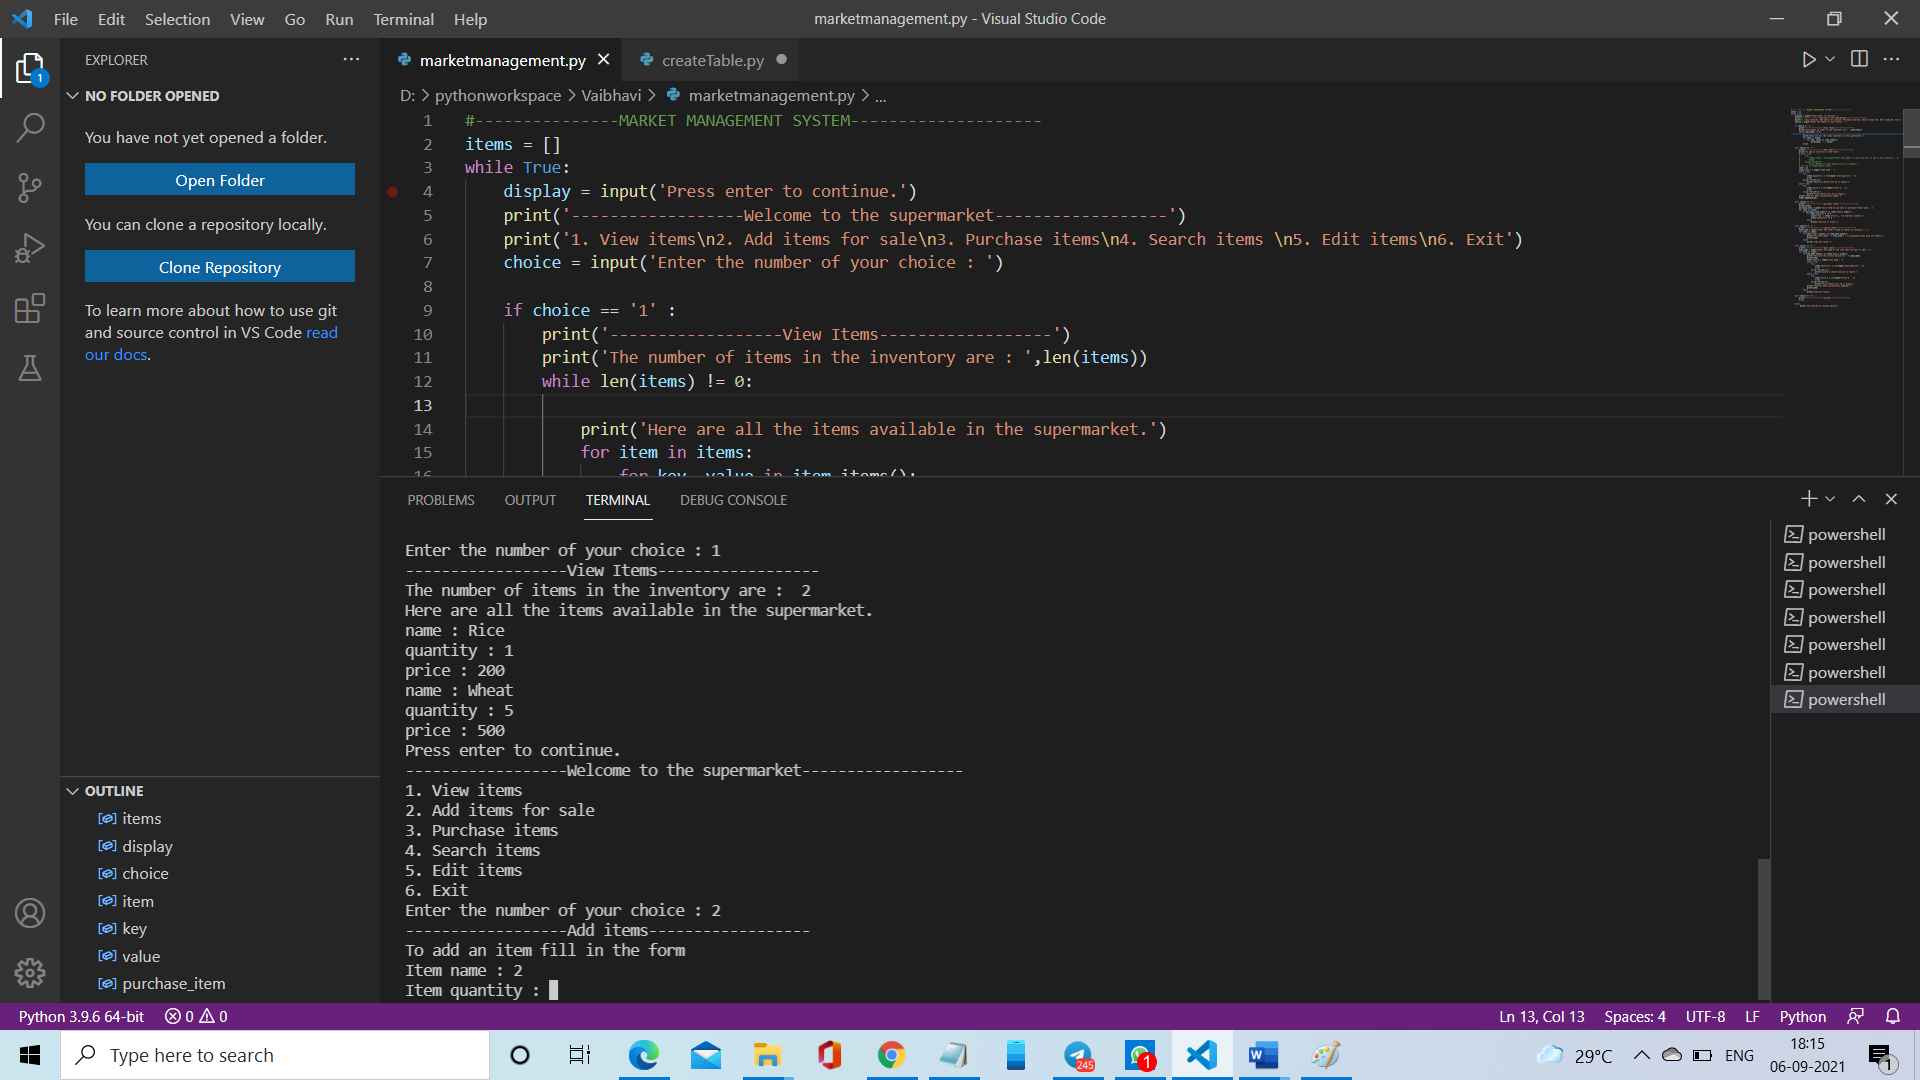 File Edit Selection View Go Run Terminal Help
marketmanagement.py - Visual Studio Code
EXPLORER
NO FOLDER OPENED
You have not yet opened a folder.
Open Folder
You can clone a repository locally.
Clone Repository
To learn more about how to use git
and source control in VS Code read
our docs.
OUTLINE
items
display
choice
item
key
value
purchase_item
marketmanagement.py
createTable.py
D: > pythonworkspace > Vaibhavi > marketmanagement.py > ...
1 #---------------MARKET MANAGEMENT SYSTEM--------------------
2 items = []
3 while True:
4 display = input('Press enter to continue.')
5 print('------------------Welcome to the supermarket------------------')
6 print('1. View items\n2. Add items for sale\n3. Purchase items\n4. Search items \n5. Edit items\n6. Exit')
7 choice = input('Enter the number of your choice : ')
8
9 if choice == '1' :
10 print('------------------View Items------------------')
11 print('The number of items in the inventory are : ',len(items))
12 while len(items) != 0:
13
14 print('Here are all the items available in the supermarket.')
15 for item in items:
16 for key, value in item.items():
PROBLEMS OUTPUT TERMINAL DEBUG CONSOLE
Enter the number of your choice : 1
------------------View Items------------------
The number of items in the inventory are :  2
Here are all the items available in the supermarket.
name : Rice
quantity : 1
price : 200
name : Wheat
quantity : 5
price : 500
Press enter to continue.
------------------Welcome to the supermarket------------------
1. View items
2. Add items for sale
3. Purchase items
4. Search items
5. Edit items
6. Exit
Enter the number of your choice : 2
------------------Add items------------------
To add an item fill in the form
Item name : 2
Item quantity :
powershell
powershell
powershell
powershell
powershell
powershell
powershell
Python 3.9.6 64-bit 0 0
Ln 13, Col 13 Spaces: 4 UTF-8 LF Python
Type here to search
245
1
29°C
ENG
18:15
06-09-2021
1